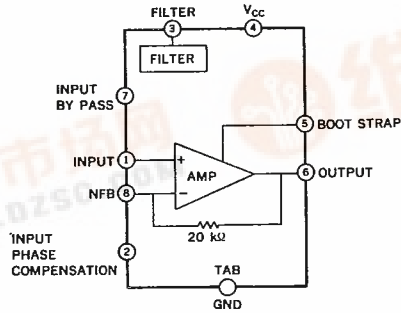 FILTER
VCC
3
4
FILTER
INPUT
BY PASS
7
5
BOOT STRAP
INPUT
1
+
AMP
6
OUTPUT
NFB
8
−
20 kΩ
INPUT
PHASE
COMPENSATION
2
TAB
GND